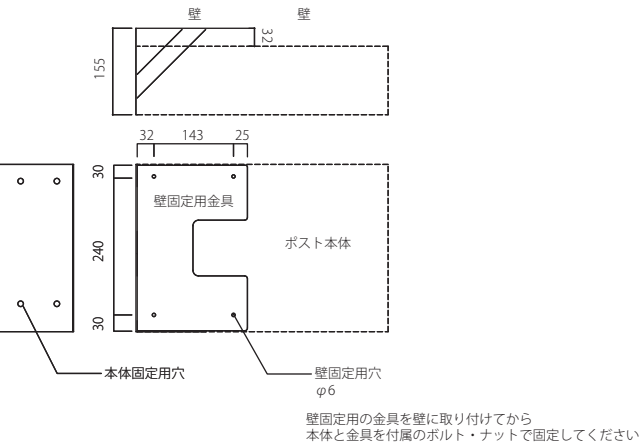 壁 壁
32
155
32 143 25
30
壁固定用金具
240
ポスト本体
30
本体固定用穴
壁固定用穴
φ6
壁固定用の金具を壁に取り付けてから
本体と金具を付属のボルト・ナットで固定してください